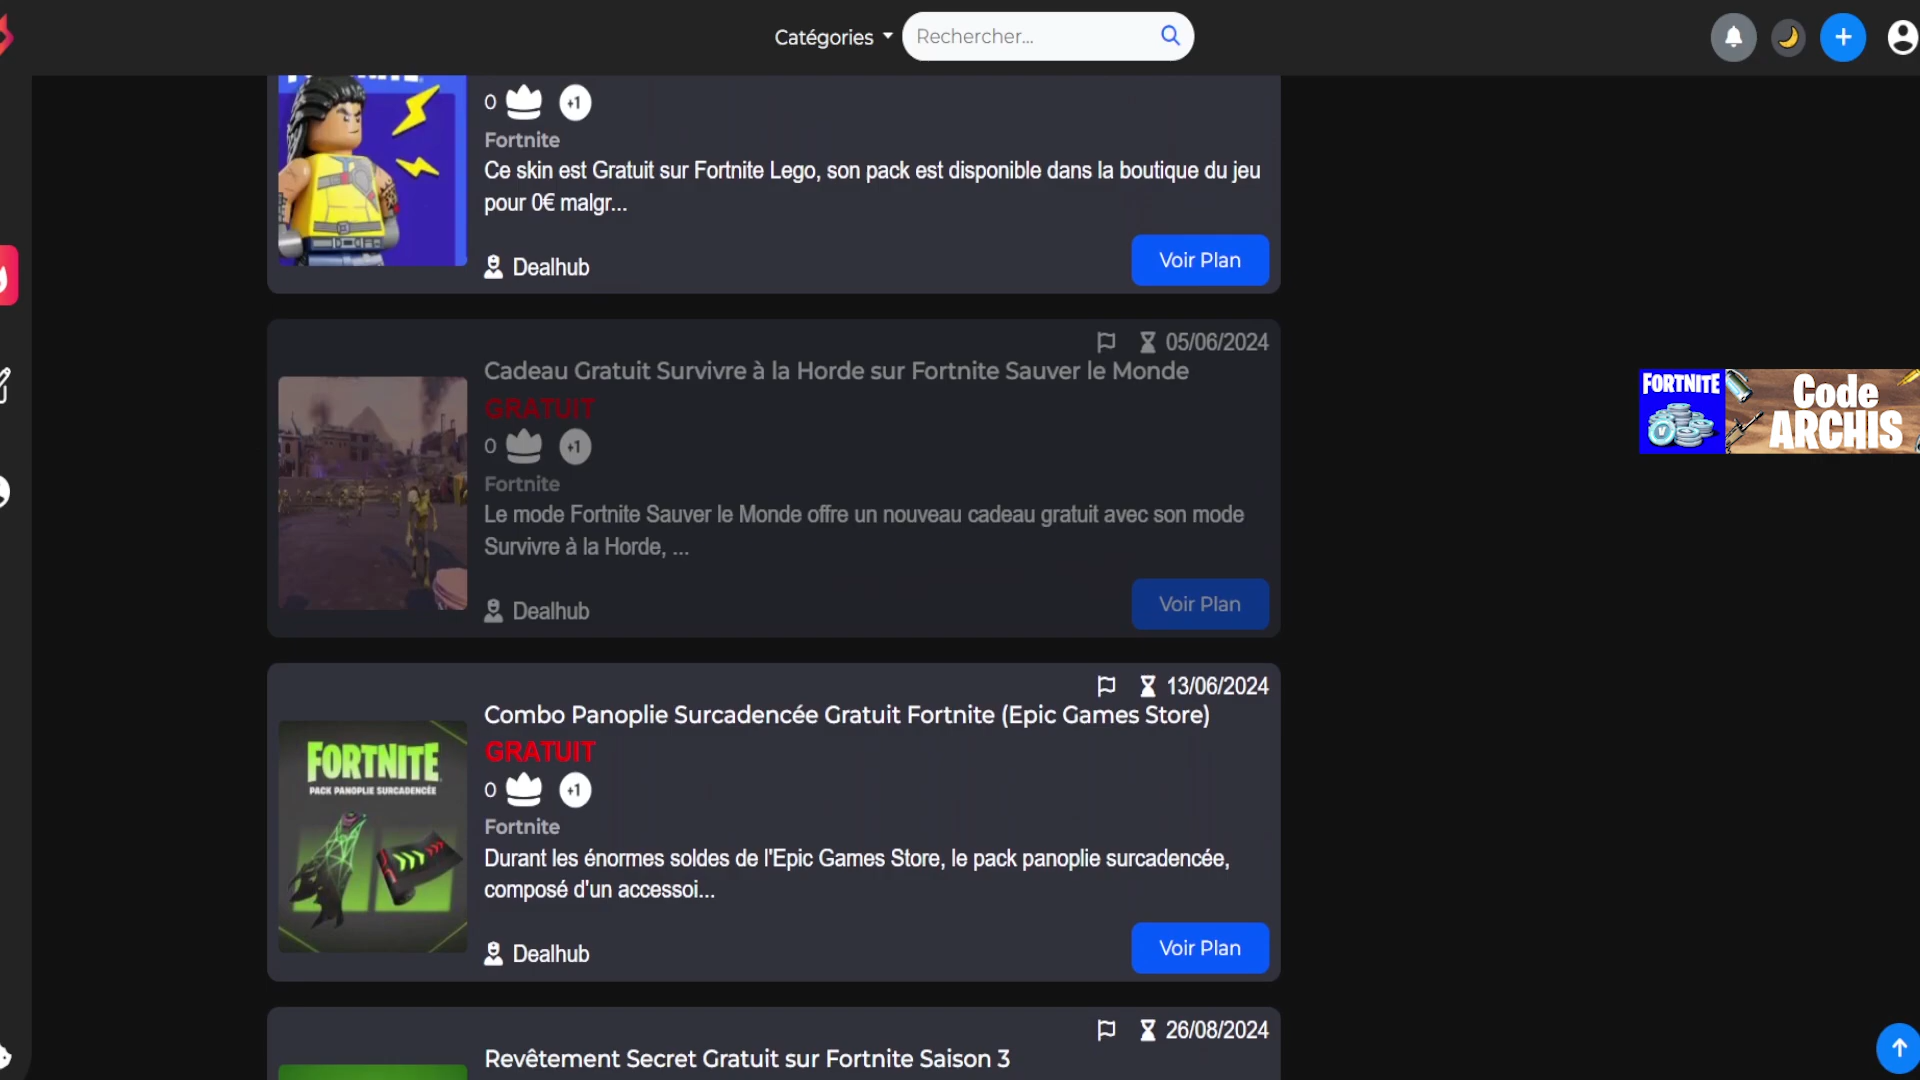 Catégories
Rechercher...
0
+1
Fortnite
Ce skin est Gratuit sur Fortnite Lego, son pack est disponible dans la boutique du jeu
pour 0€ malgr...
Dealhub
Voir Plan
05/06/2024
Cadeau Gratuit Survivre à la Horde sur Fortnite Sauver le Monde
GRATUIT
0
+1
Fortnite
Le mode Fortnite Sauver le Monde offre un nouveau cadeau gratuit avec son mode
Survivre à la Horde, ...
Dealhub
Voir Plan
FORTNITE
Code
ARCHIS
13/06/2024
Combo Panoplie Surcadencée Gratuit Fortnite (Epic Games Store)
GRATUIT
FORTNITE
PACK PANOPLIE SURCADENCÉE
0
+1
Fortnite
Durant les énormes soldes de l'Epic Games Store, le pack panoplie surcadencée,
composé d'un accessoi...
Dealhub
Voir Plan
26/08/2024
Revêtement Secret Gratuit sur Fortnite Saison 3